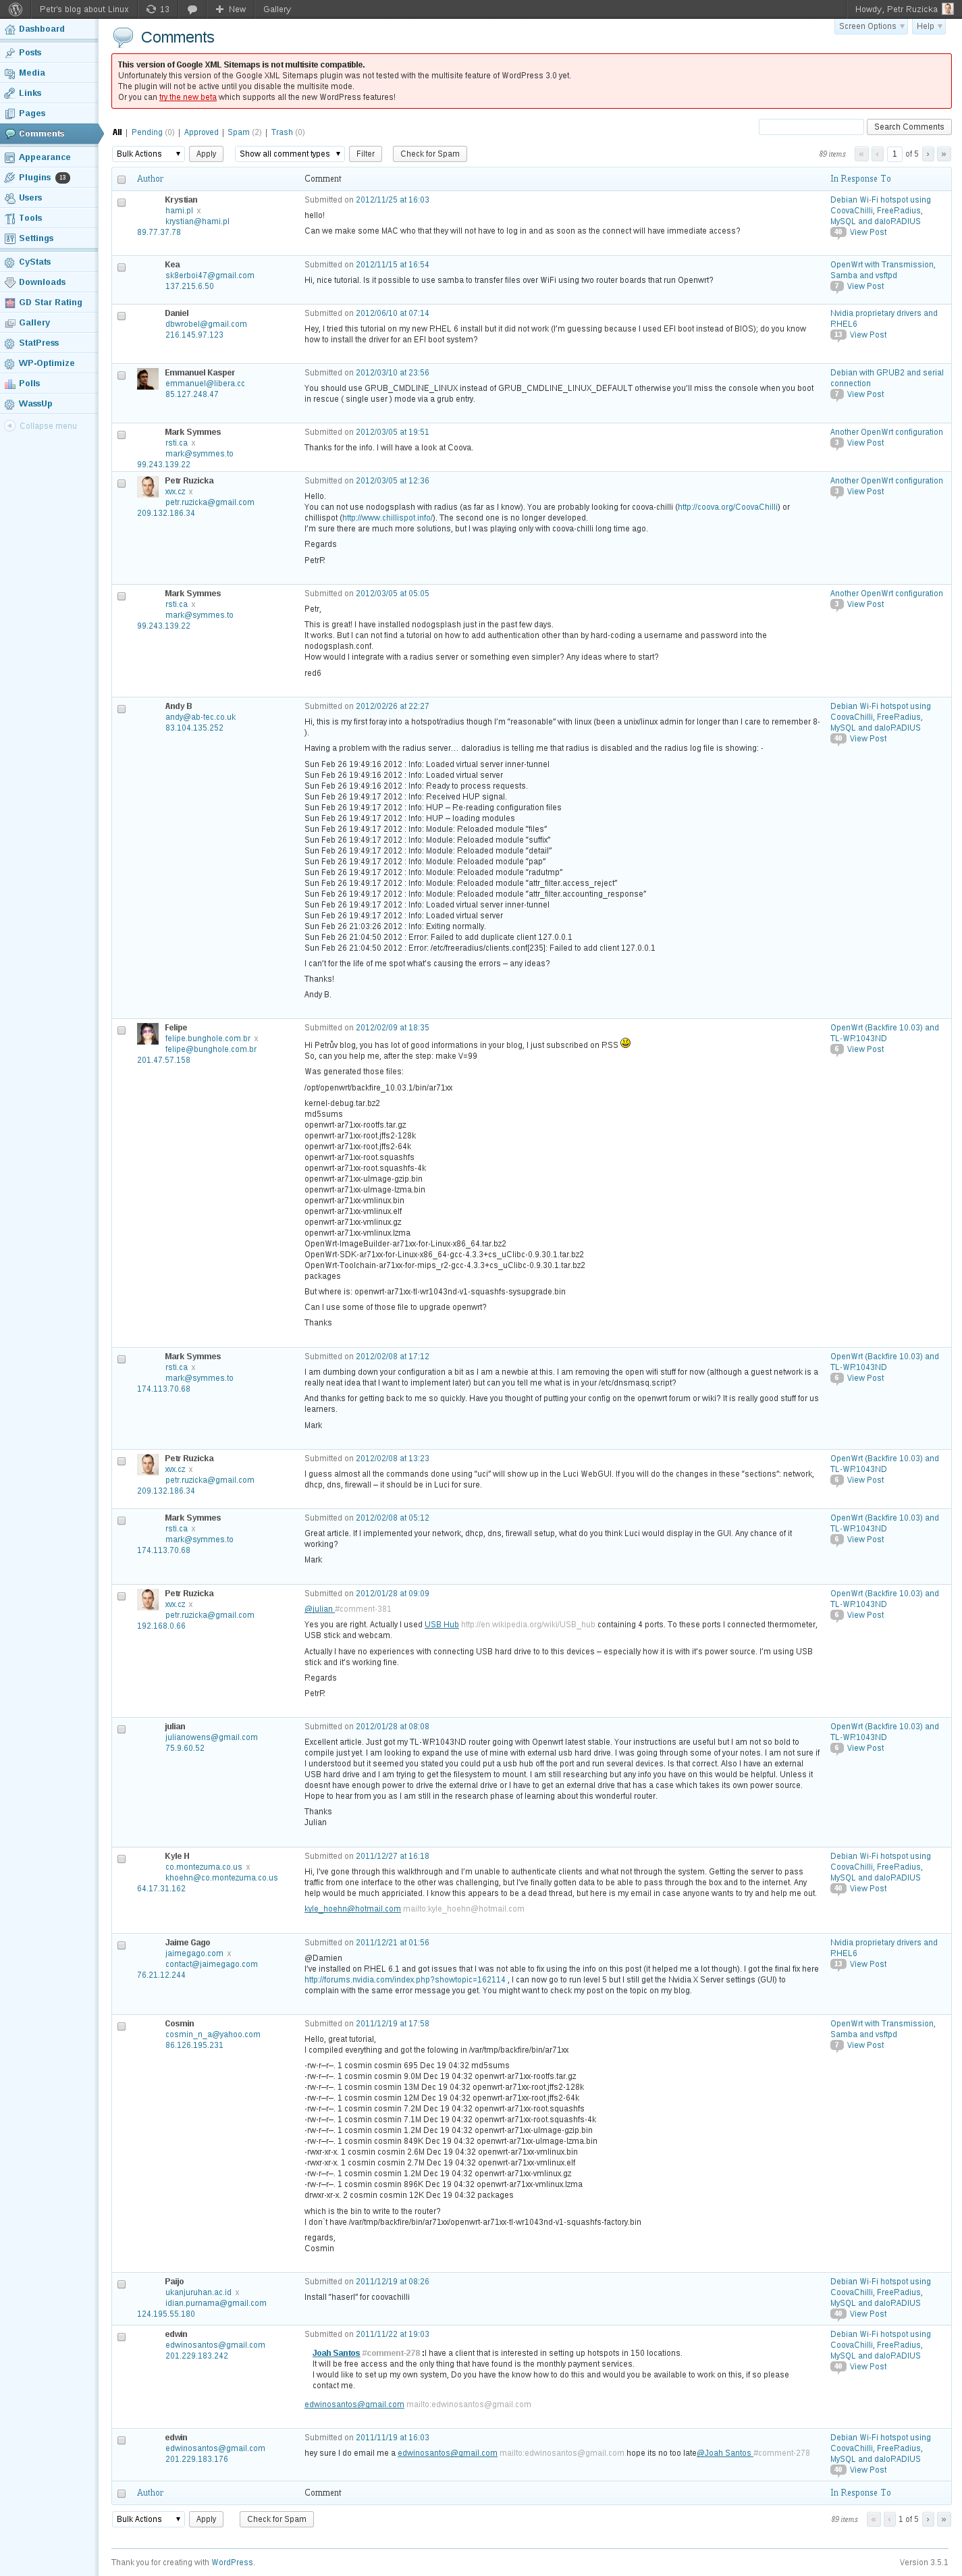 Petr's blog about Linux 13 New Gallery Howdy, Petr Ruzicka
Dashboard
Posts
Media
Links
Pages
Comments
Appearance
Plugins 13
Users
Tools
Settings
CyStats
Downloads
GD Star Rating
Gallery
StatPress
WP-Optimize
Polls
WassUp
Collapse menu
Screen Options Help
Comments
This version of Google XML Sitemaps is not multisite compatible.
Unfortunately this version of the Google XML Sitemaps plugin was not tested with the multisite feature of WordPress 3.0 yet.
The plugin will not be active until you disable the multisite mode.
Or you can try the new beta which supports all the new WordPress features!
All | Pending (0) | Approved | Spam (2) | Trash (0)
Search Comments
Bulk Actions Apply Show all comment types Filter Check for Spam 89 items « ‹ 1 of 5 › »
Author Comment In Response To
Krystian
hami.pl x
krystian@hami.pl
89.77.37.78
Submitted on 2012/11/25 at 16:03
hello!
Can we make some MAC who that they will not have to log in and as soon as the connect will have immediate access?
Debian Wi-Fi hotspot using
CoovaChilli, FreeRadius,
MySQL and daloRADIUS
40 View Post
Kea
sk8erboi47@gmail.com
137.215.6.50
Submitted on 2012/11/15 at 16:54
Hi, nice tutorial. Is it possible to use samba to transfer files over WiFi using two router boards that run Openwrt?
OpenWrt with Transmission,
Samba and vsftpd
7 View Post
Daniel
dbwrobel@gmail.com
216.145.97.123
Submitted on 2012/06/10 at 07:14
Hey, I tried this tutorial on my new RHEL 6 install but it did not work (I'm guessing because I used EFI boot instead of BIOS); do you know
how to install the driver for an EFI boot system?
Nvidia proprietary drivers and
RHEL6
13 View Post
Emmanuel Kasper
emmanuel@libera.cc
85.127.248.47
Submitted on 2012/03/10 at 23:56
You should use GRUB_CMDLINE_LINUX instead of GRUB_CMDLINE_LINUX_DEFAULT otherwise you'll miss the console when you boot
in rescue ( single user ) mode via a grub entry.
Debian with GRUB2 and serial
connection
7 View Post
Mark Symmes
rsti.ca x
mark@symmes.to
99.243.139.22
Submitted on 2012/03/05 at 19:51
Thanks for the info. I will have a look at Coova.
Another OpenWrt configuration
3 View Post
Petr Ruzicka
xvx.cz x
petr.ruzicka@gmail.com
209.132.186.34
Submitted on 2012/03/05 at 12:36
Hello.
You can not use nodogsplash with radius (as far as I know). You are probably looking for coova-chilli (http://coova.org/CoovaChilli) or
chillispot (http://www.chillispot.info/). The second one is no longer developed.
I'm sure there are much more solutions, but I was playing only with coova-chilli long time ago.
Regards
PetrR
Another OpenWrt configuration
3 View Post
Mark Symmes
rsti.ca x
mark@symmes.to
99.243.139.22
Submitted on 2012/03/05 at 05:05
Petr,
This is great! I have installed nodogsplash just in the past few days.
It works. But I can not find a tutorial on how to add authentication other than by hard-coding a username and password into the
nodogsplash.conf.
How would I integrate with a radius server or something even simpler? Any ideas where to start?
red6
Another OpenWrt configuration
3 View Post
Andy B
andy@ab-tec.co.uk
83.104.135.252
Submitted on 2012/02/26 at 22:27
Hi, this is my first foray into a hotspot/radius though I'm "reasonable" with linux (been a unix/linux admin for longer than I care to remember 8-
).
Having a problem with the radius server… daloradius is telling me that radius is disabled and the radius log file is showing: -
Sun Feb 26 19:49:16 2012 : Info: Loaded virtual server inner-tunnel
Sun Feb 26 19:49:16 2012 : Info: Loaded virtual server
Sun Feb 26 19:49:16 2012 : Info: Ready to process requests.
Sun Feb 26 19:49:17 2012 : Info: Received HUP signal.
Sun Feb 26 19:49:17 2012 : Info: HUP – Re-reading configuration files
Sun Feb 26 19:49:17 2012 : Info: HUP – loading modules
Sun Feb 26 19:49:17 2012 : Info: Module: Reloaded module "files"
Sun Feb 26 19:49:17 2012 : Info: Module: Reloaded module "suffix"
Sun Feb 26 19:49:17 2012 : Info: Module: Reloaded module "detail"
Sun Feb 26 19:49:17 2012 : Info: Module: Reloaded module "pap"
Sun Feb 26 19:49:17 2012 : Info: Module: Reloaded module "radutmp"
Sun Feb 26 19:49:17 2012 : Info: Module: Reloaded module "attr_filter.access_reject"
Sun Feb 26 19:49:17 2012 : Info: Module: Reloaded module "attr_filter.accounting_response"
Sun Feb 26 19:49:17 2012 : Info: Loaded virtual server inner-tunnel
Sun Feb 26 19:49:17 2012 : Info: Loaded virtual server
Sun Feb 26 21:03:26 2012 : Info: Exiting normally.
Sun Feb 26 21:04:50 2012 : Error: Failed to add duplicate client 127.0.0.1
Sun Feb 26 21:04:50 2012 : Error: /etc/freeradius/clients.conf[235]: Failed to add client 127.0.0.1
I can't for the life of me spot what's causing the errors – any ideas?
Thanks!
Andy B.
Debian Wi-Fi hotspot using
CoovaChilli, FreeRadius,
MySQL and daloRADIUS
40 View Post
Felipe
felipe.bunghole.com.br x
felipe@bunghole.com.br
201.47.57.158
Submitted on 2012/02/09 at 18:35
Hi Petrův blog, you has lot of good informations in your blog, I just subscribed on RSS
So, can you help me, after the step: make V=99
Was generated those files:
/opt/openwrt/backfire_10.03.1/bin/ar71xx
kernel-debug.tar.bz2
md5sums
openwrt-ar71xx-rootfs.tar.gz
openwrt-ar71xx-root.jffs2-128k
openwrt-ar71xx-root.jffs2-64k
openwrt-ar71xx-root.squashfs
openwrt-ar71xx-root.squashfs-4k
openwrt-ar71xx-uImage-gzip.bin
openwrt-ar71xx-uImage-lzma.bin
openwrt-ar71xx-vmlinux.bin
openwrt-ar71xx-vmlinux.elf
openwrt-ar71xx-vmlinux.gz
openwrt-ar71xx-vmlinux.lzma
OpenWrt-ImageBuilder-ar71xx-for-Linux-x86_64.tar.bz2
OpenWrt-SDK-ar71xx-for-Linux-x86_64-gcc-4.3.3+cs_uClibc-0.9.30.1.tar.bz2
OpenWrt-Toolchain-ar71xx-for-mips_r2-gcc-4.3.3+cs_uClibc-0.9.30.1.tar.bz2
packages
But where is: openwrt-ar71xx-tl-wr1043nd-v1-squashfs-sysupgrade.bin
Can I use some of those file to upgrade openwrt?
Thanks
OpenWrt (Backfire 10.03) and
TL-WR1043ND
6 View Post
Mark Symmes
rsti.ca x
mark@symmes.to
174.113.70.68
Submitted on 2012/02/08 at 17:12
I am dumbing down your configuration a bit as I am a newbie at this. I am removing the open wifi stuff for now (although a guest network is a
really neat idea that I want to implement later) but can you tell me what is in your /etc/dnsmasq.script?
And thanks for getting back to me so quickly. Have you thought of putting your config on the openwrt forum or wiki? It is really good stuff for us
learners.
Mark
OpenWrt (Backfire 10.03) and
TL-WR1043ND
6 View Post
Petr Ruzicka
xvx.cz x
petr.ruzicka@gmail.com
209.132.186.34
Submitted on 2012/02/08 at 13:23
I guess almost all the commands done using "uci" will show up in the Luci WebGUI. If you will do the changes in these "sections": network,
dhcp, dns, firewall – it should be in Luci for sure.
OpenWrt (Backfire 10.03) and
TL-WR1043ND
6 View Post
Mark Symmes
rsti.ca x
mark@symmes.to
174.113.70.68
Submitted on 2012/02/08 at 05:12
Great article. If I implemented your network, dhcp, dns, firewall setup, what do you think Luci would display in the GUI. Any chance of it
working?
Mark
OpenWrt (Backfire 10.03) and
TL-WR1043ND
6 View Post
Petr Ruzicka
xvx.cz x
petr.ruzicka@gmail.com
192.168.0.66
Submitted on 2012/01/28 at 09:09
@julian #comment-381
Yes you are right. Actually I used USB Hub http://en.wikipedia.org/wiki/USB_hub containing 4 ports. To these ports I connected thermometer,
USB stick and webcam.
Actually I have no experiences with connecting USB hard drive to to this devices – especially how it is with it's power source. I'm using USB
stick and it's working fine.
Regards
PetrR
OpenWrt (Backfire 10.03) and
TL-WR1043ND
6 View Post
julian
julianowens@gmail.com
75.9.60.52
Submitted on 2012/01/28 at 08:08
Excellent article. Just got my TL-WR1043ND router going with Openwrt latest stable. Your instructions are useful but I am not so bold to
compile just yet. I am looking to expand the use of mine with external usb hard drive. I was going through some of your notes. I am not sure if
I understood but it seemed you stated you could put a usb hub off the port and run several devices. Is that correct. Also I have an external
USB hard drive and I am trying to get the filesystem to mount. I am still researching but any info you have on this would be helpful. Unless it
doesnt have enough power to drive the external drive or I have to get an external drive that has a case which takes its own power source.
Hope to hear from you as I am still in the research phase of learning about this wonderful router.
Thanks
Julian
OpenWrt (Backfire 10.03) and
TL-WR1043ND
6 View Post
Kyle H
co.montezuma.co.us x
khoehn@co.montezuma.co.us
64.17.31.162
Submitted on 2011/12/27 at 16:18
Hi, I've gone through this walkthrough and I'm unable to authenticate clients and what not through the system. Getting the server to pass
traffic from one interface to the other was challenging, but I've finally gotten data to be able to pass through the box and to the internet. Any
help would be appriciated. I know this appears to be a dead thread, but here is my email in case anyone wants to try and help me out.
kyle_hoehn@hotmail.com mailto:kyle_hoehn@hotmail.com
Debian Wi-Fi hotspot using
CoovaChilli, FreeRadius,
MySQL and daloRADIUS
40 View Post
Jaime Gago
jaimegago.com x
contact@jaimegago.com
76.21.12.244
Submitted on 2011/12/21 at 01:56
@Damien
I've installed on RHEL 6.1 and got issues that I was not able to fix using the info on this post (it helped me a lot though). I got the final fix here
http://forums.nvidia.com/index.php?showtopic=162114 , I can now go to run level 5 but I still get the Nvidia X Server settings (GUI) to
complain with the same error message you get. You might want to check my post on the topic on my blog.
Nvidia proprietary drivers and
RHEL6
13 View Post
Cosmin
cosmin_n_a@yahoo.com
86.126.195.231
Submitted on 2011/12/19 at 17:58
Hello, great tutorial,
I compiled everything and got the folowing in /var/tmp/backfire/bin/ar71xx
-rw-r–r–. 1 cosmin cosmin 695 Dec 19 04:32 md5sums
-rw-r–r–. 1 cosmin cosmin 9.0M Dec 19 04:32 openwrt-ar71xx-rootfs.tar.gz
-rw-r–r–. 1 cosmin cosmin 13M Dec 19 04:32 openwrt-ar71xx-root.jffs2-128k
-rw-r–r–. 1 cosmin cosmin 12M Dec 19 04:32 openwrt-ar71xx-root.jffs2-64k
-rw-r–r–. 1 cosmin cosmin 7.2M Dec 19 04:32 openwrt-ar71xx-root.squashfs
-rw-r–r–. 1 cosmin cosmin 7.1M Dec 19 04:32 openwrt-ar71xx-root.squashfs-4k
-rw-r–r–. 1 cosmin cosmin 1.2M Dec 19 04:32 openwrt-ar71xx-uImage-gzip.bin
-rw-r–r–. 1 cosmin cosmin 849K Dec 19 04:32 openwrt-ar71xx-uImage-lzma.bin
-rwxr-xr-x. 1 cosmin cosmin 2.6M Dec 19 04:32 openwrt-ar71xx-vmlinux.bin
-rwxr-xr-x. 1 cosmin cosmin 2.7M Dec 19 04:32 openwrt-ar71xx-vmlinux.elf
-rw-r–r–. 1 cosmin cosmin 1.2M Dec 19 04:32 openwrt-ar71xx-vmlinux.gz
-rw-r–r–. 1 cosmin cosmin 896K Dec 19 04:32 openwrt-ar71xx-vmlinux.lzma
drwxr-xr-x. 2 cosmin cosmin 12K Dec 19 04:32 packages
which is the bin to write to the router?
I don`t have /var/tmp/backfire/bin/ar71xx/openwrt-ar71xx-tl-wr1043nd-v1-squashfs-factory.bin
regards,
Cosmin
OpenWrt with Transmission,
Samba and vsftpd
7 View Post
Paijo
ukanjuruhan.ac.id x
idian.purnama@gmail.com
124.195.55.180
Submitted on 2011/12/19 at 08:26
Install "haserl" for coovachilli
Debian Wi-Fi hotspot using
CoovaChilli, FreeRadius,
MySQL and daloRADIUS
40 View Post
edwin
edwinosantos@gmail.com
201.229.183.242
Submitted on 2011/11/22 at 19:03
Joah Santos #comment-278 :I have a client that is interested in setting up hotspots in 150 locations.
It will be free access and the only thing that have found is the monthly payment services.
I would like to set up my own system, Do you have the know how to do this and would you be available to work on this, if so please
contact me.
edwinosantos@gmail.com mailto:edwinosantos@gmail.com
Debian Wi-Fi hotspot using
CoovaChilli, FreeRadius,
MySQL and daloRADIUS
40 View Post
edwin
edwinosantos@gmail.com
201.229.183.176
Submitted on 2011/11/19 at 16:03
hey sure I do email me a edwinosantos@gmail.com mailto:edwinosantos@gmail.com hope its no too late@Joah Santos #comment-278
Debian Wi-Fi hotspot using
CoovaChilli, FreeRadius,
MySQL and daloRADIUS
40 View Post
Author Comment In Response To
Bulk Actions Apply Check for Spam 89 items « ‹ 1 of 5 › »
Thank you for creating with WordPress. Version 3.5.1